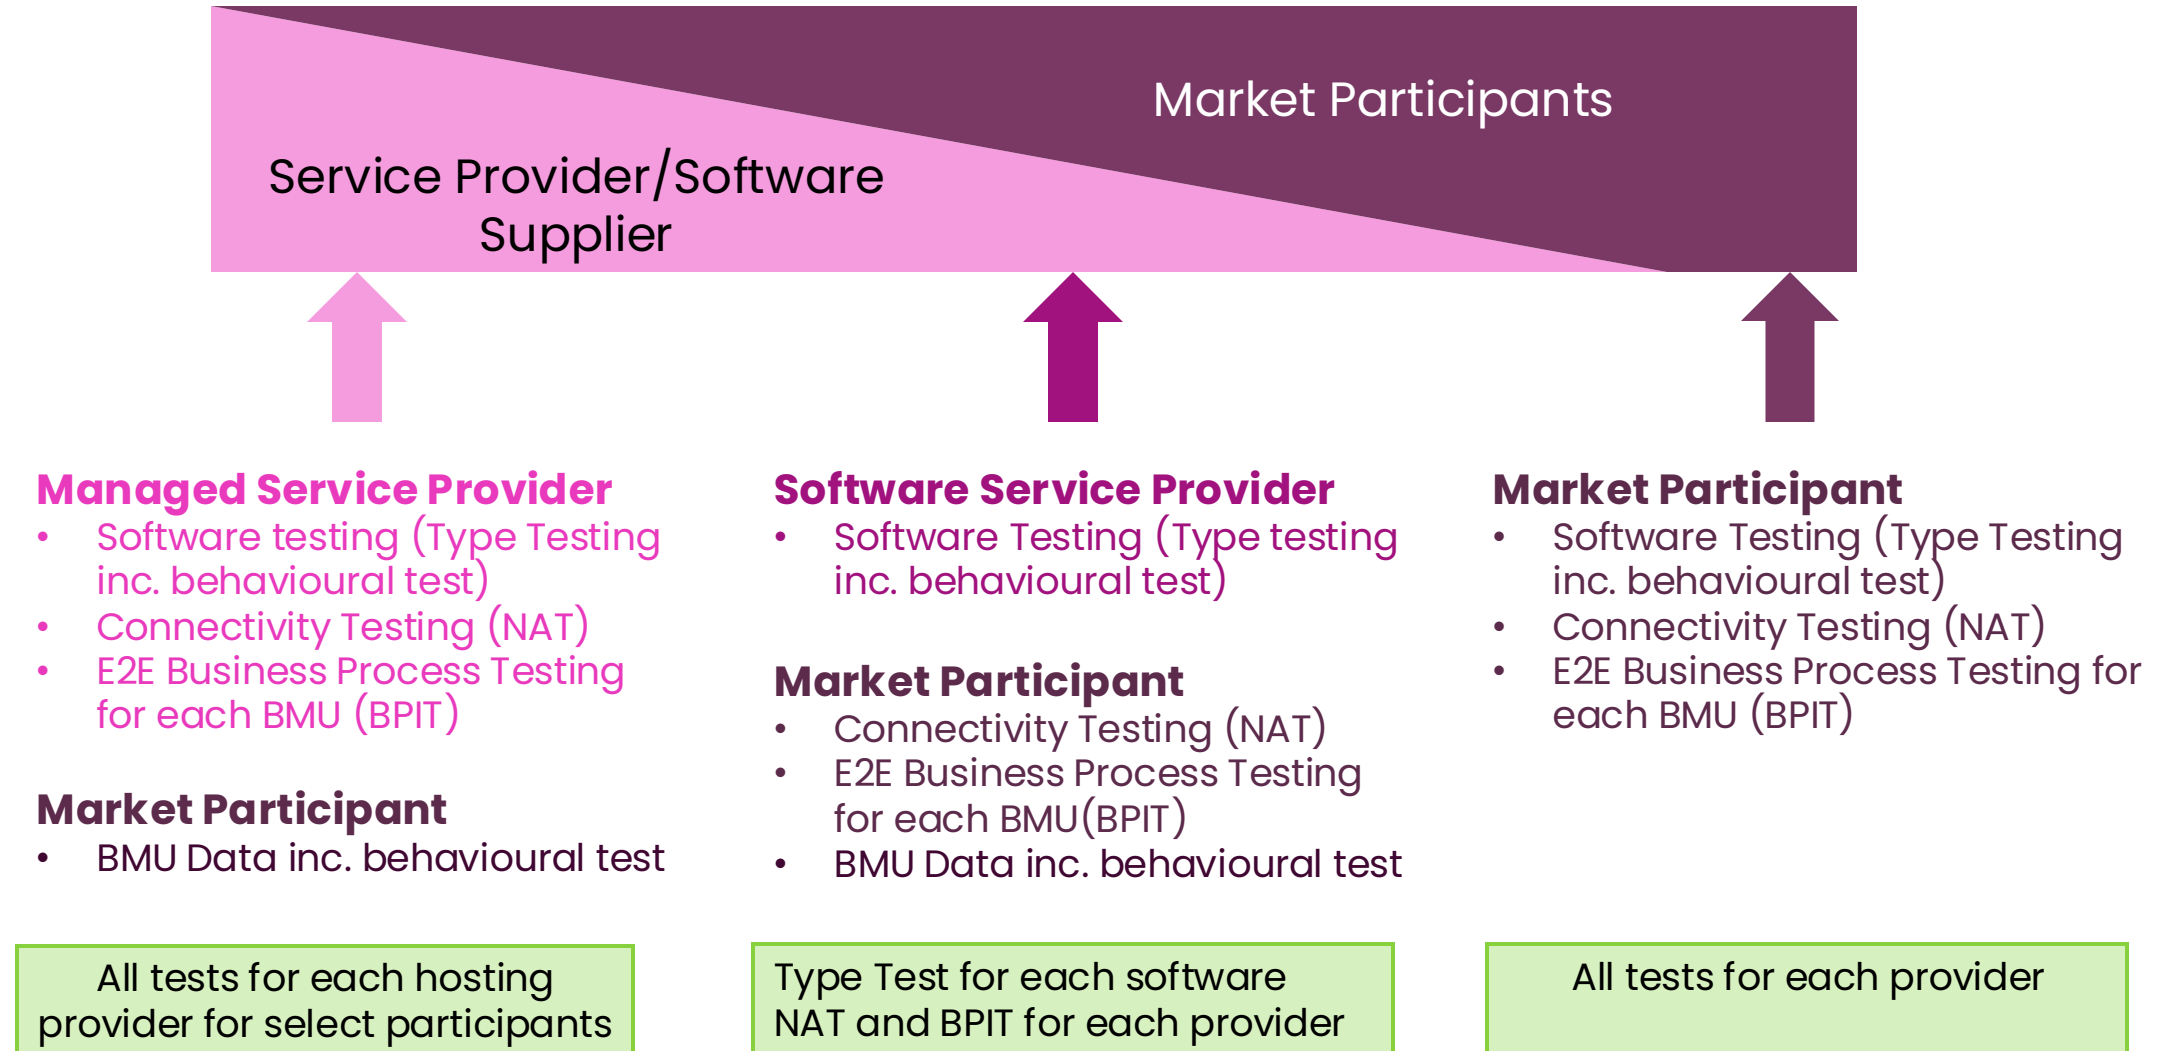 Market Participants
Service Provider/Software
Supplier
Managed Service Provider
• Software testing (Type Testing
inc. behavioural test)
• Connectivity Testing (NAT)
• E2E Business Process Testing
for each BMU (BPIT)
Market Participant
• BMU Data inc. behavioural test
Software Service Provider
• Software Testing (Type testing
inc. behavioural test)
Market Participant
• Connectivity Testing (NAT)
• E2E Business Process Testing
for each BMU(BPIT)
• BMU Data inc. behavioural test
Market Participant
• Software Testing (Type Testing
inc. behavioural test)
• Connectivity Testing (NAT)
• E2E Business Process Testing for
each BMU (BPIT)
All tests for each hosting
provider for select participants
Type Test for each software
NAT and BPIT for each provider
All tests for each provider